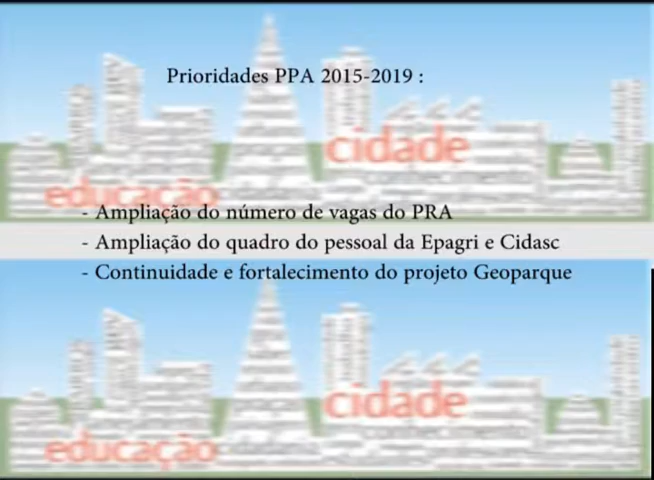 Prioridades PPA 2015-2019 :
cidade
educação
- Ampliação do número de vagas do PRA
- Ampliação do quadro do pessoal da Epagri e Cidasc
- Continuidade e fortalecimento do projeto Geoparque
cidade
educação